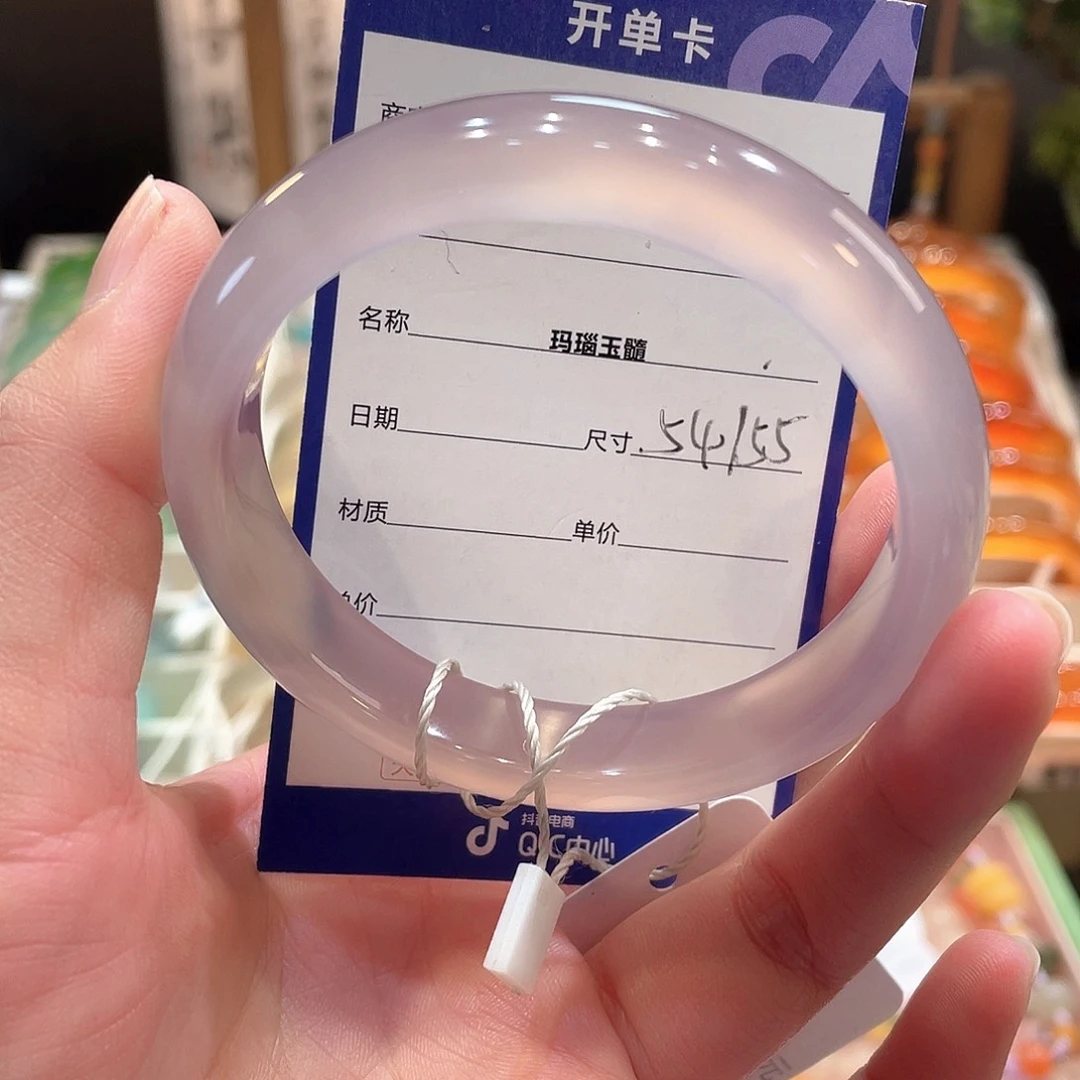 开单卡
名称 玛瑙玉髓
日期 尺寸 54/55
材质 单价
价
抖音电商
QIC中心